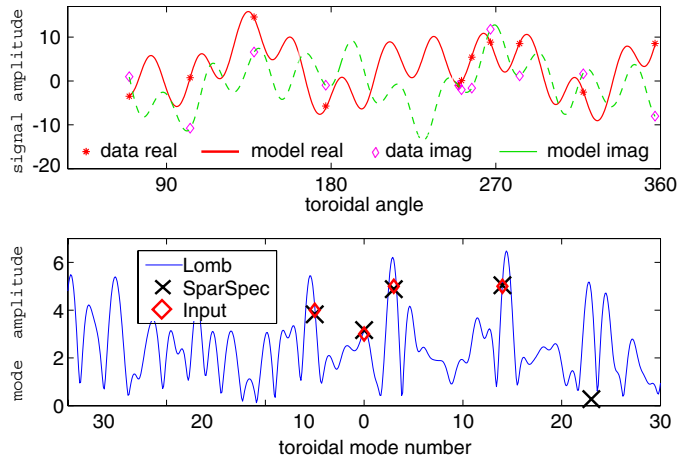 signal amplitude
10
0
-10
-20
data real model real data imag model imag
90 180 270 360
toroidal angle
mode amplitude
6
4
2
0
Lomb
SparSpec
Input
30 20 10 0 10 20 30
toroidal mode number